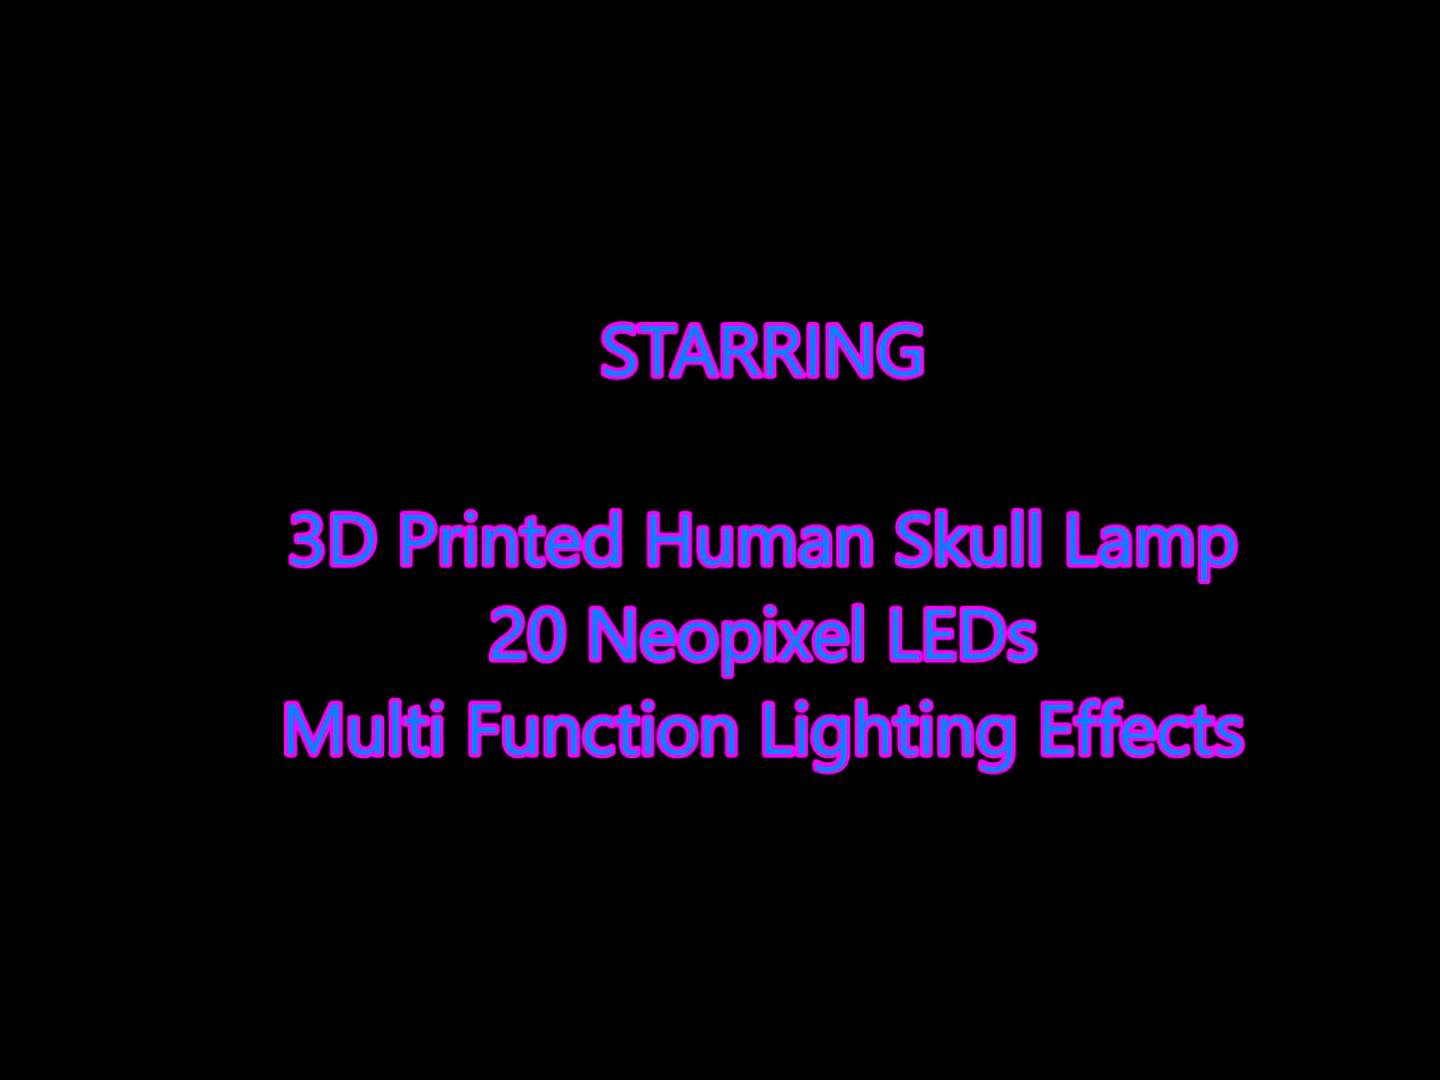 STARRING
3D Printed Human Skull Lamp
20 Neopixel LEDs
Multi Function Lighting Effects